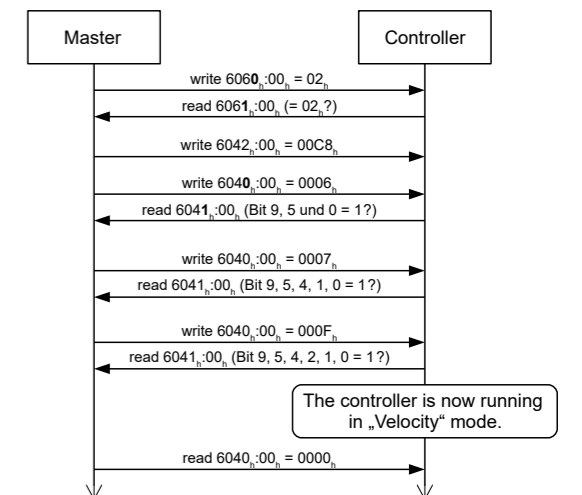 Master
Controller
write 6060ₕ:00ₕ = 02ₕ
read 6061ₕ:00ₕ (= 02ₕ?)
write 6042ₕ:00ₕ = 00C8ₕ
write 6040ₕ:00ₕ = 0006ₕ
read 6041ₕ:00ₕ (Bit 9, 5 und 0 = 1?)
write 6040ₕ:00ₕ = 0007ₕ
read 6041ₕ:00ₕ (Bit 9, 5, 4, 1, 0 = 1?)
write 6040ₕ:00ₕ = 000Fₕ
read 6041ₕ:00ₕ (Bit 9, 5, 4, 2, 1, 0 = 1?)
The controller is now running
in „Velocity“ mode.
read 6040ₕ:00ₕ = 0000ₕ